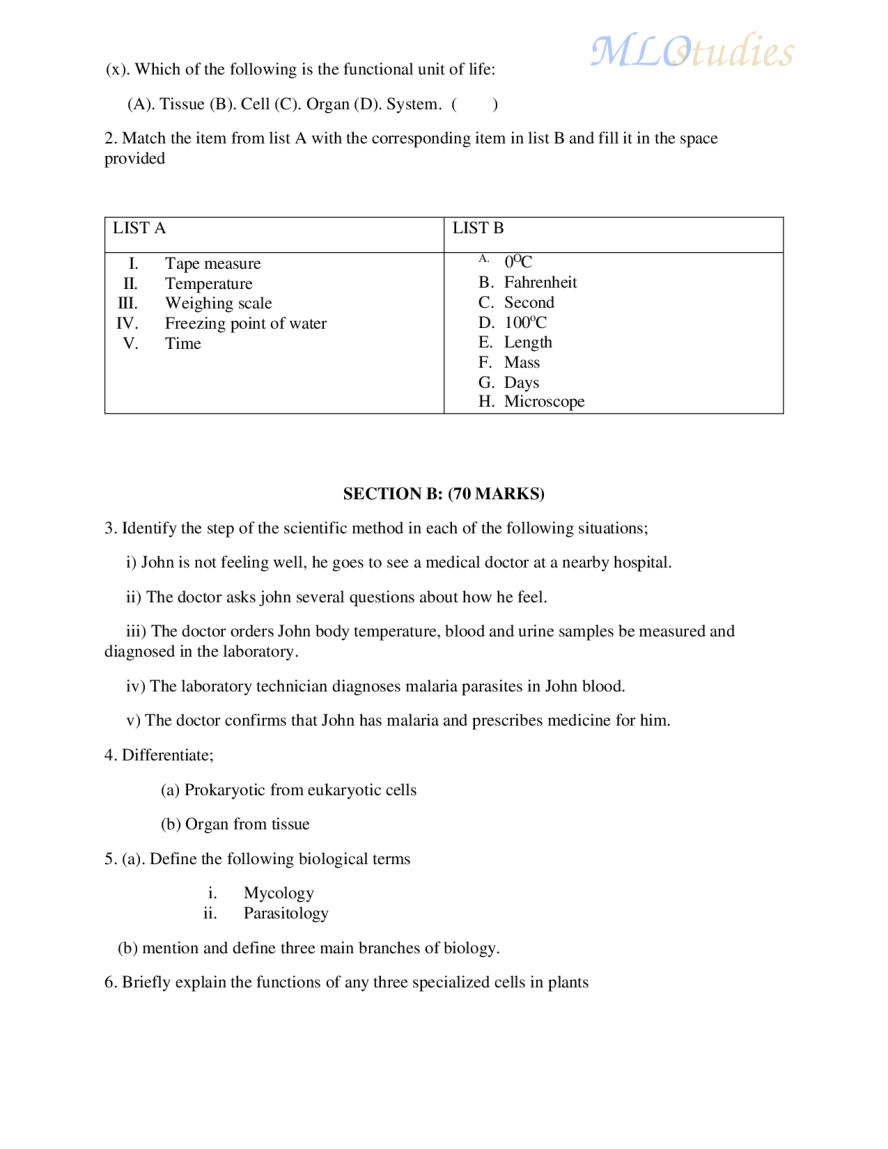 MLOstudies
(x). Which of the following is the functional unit of life:
(A). Tissue (B). Cell (C). Organ (D). System. ( )
2. Match the item from list A with the corresponding item in list B and fill it in the space
provided
LIST A
LIST B
I. Tape measure
II. Temperature
III. Weighing scale
IV. Freezing point of water
V. Time
A. 0⁰C
B. Fahrenheit
C. Second
D. 100⁰C
E. Length
F. Mass
G. Days
H. Microscope
SECTION B: (70 MARKS)
3. Identify the step of the scientific method in each of the following situations;
i) John is not feeling well, he goes to see a medical doctor at a nearby hospital.
ii) The doctor asks john several questions about how he feel.
iii) The doctor orders John body temperature, blood and urine samples be measured and
diagnosed in the laboratory.
iv) The laboratory technician diagnoses malaria parasites in John blood.
v) The doctor confirms that John has malaria and prescribes medicine for him.
4. Differentiate;
(a) Prokaryotic from eukaryotic cells
(b) Organ from tissue
5. (a). Define the following biological terms
i. Mycology
ii. Parasitology
(b) mention and define three main branches of biology.
6. Briefly explain the functions of any three specialized cells in plants